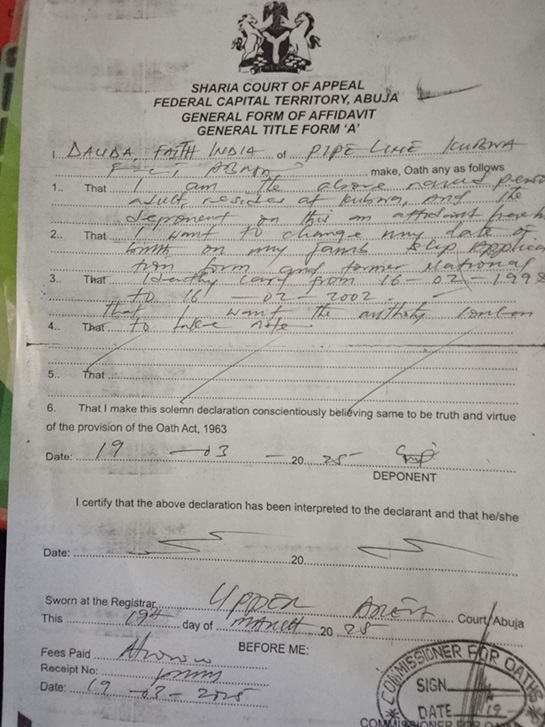 SHARIA COURT OF APPEAL
FEDERAL CAPITAL TERRITORY, ABUJA
GENERAL FORM OF AFFIDAVIT
GENERAL TITLE FORM 'A'
I, DAUDA, FAITH INDIA of PIPE LINE KUBWA
ABUJA make, Oath any as follows
1.. That I am the above named
adult, resides at Kubwa, and the
deponent on this an affidavit
2.. That I want to change my date of
birth on my jamb slip
form and former National
3.. That Identity card from 16 - 02 - 1998
to 16 - 02 - 2002.
that I want the
4.. That to take note
5.. That
6. That I make this solemn declaration conscientiously believing same to be truth and virtue
of the provision of the Oath Act, 1963
Date: 19 - 03 - 20 25
DEPONENT
I certify that the above declaration has been interpreted to the declarant and that he/she
Date: 20
Sworn at the Registrar UPPER Court/Abuja
This 19th day of MARCH 20 25
BEFORE ME:
Fees Paid
Receipt No:
Date: 19 - 03 - 2025
COMMISSIONER FOR OATHS
SIGN
DATE 19